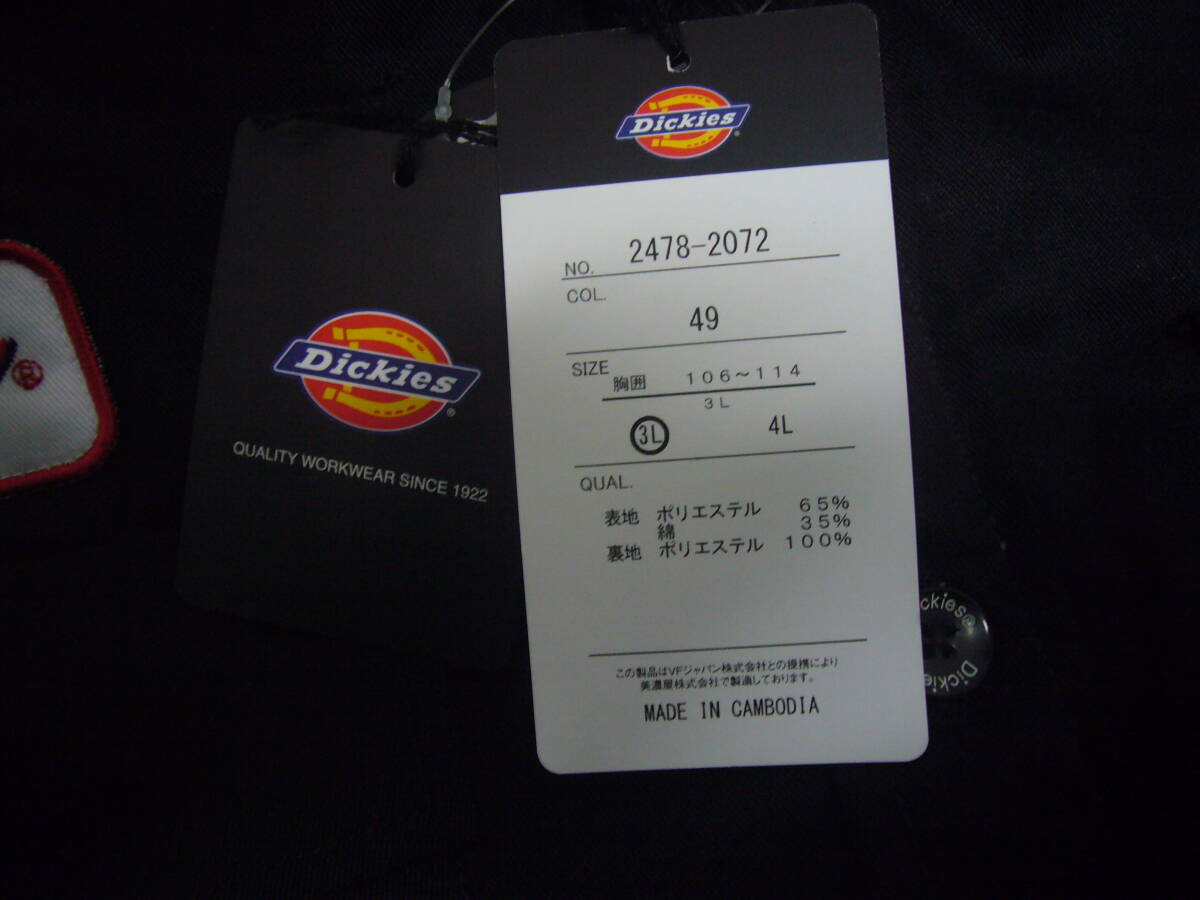 Dickies®
QUALITY WORKWEAR SINCE 1922
Dickies®
NO. 2478-2072
COL.
49
SIZE
胸囲 106~114
3L
3L 4L
QUAL.
表地 ポリエステル 65%
綿 35%
裏地 ポリエステル 100%
この製品はVFジャパン株式会社との提携により
美濃屋株式会社で製造しております。
MADE IN CAMBODIA
ckies®
Dicki
®